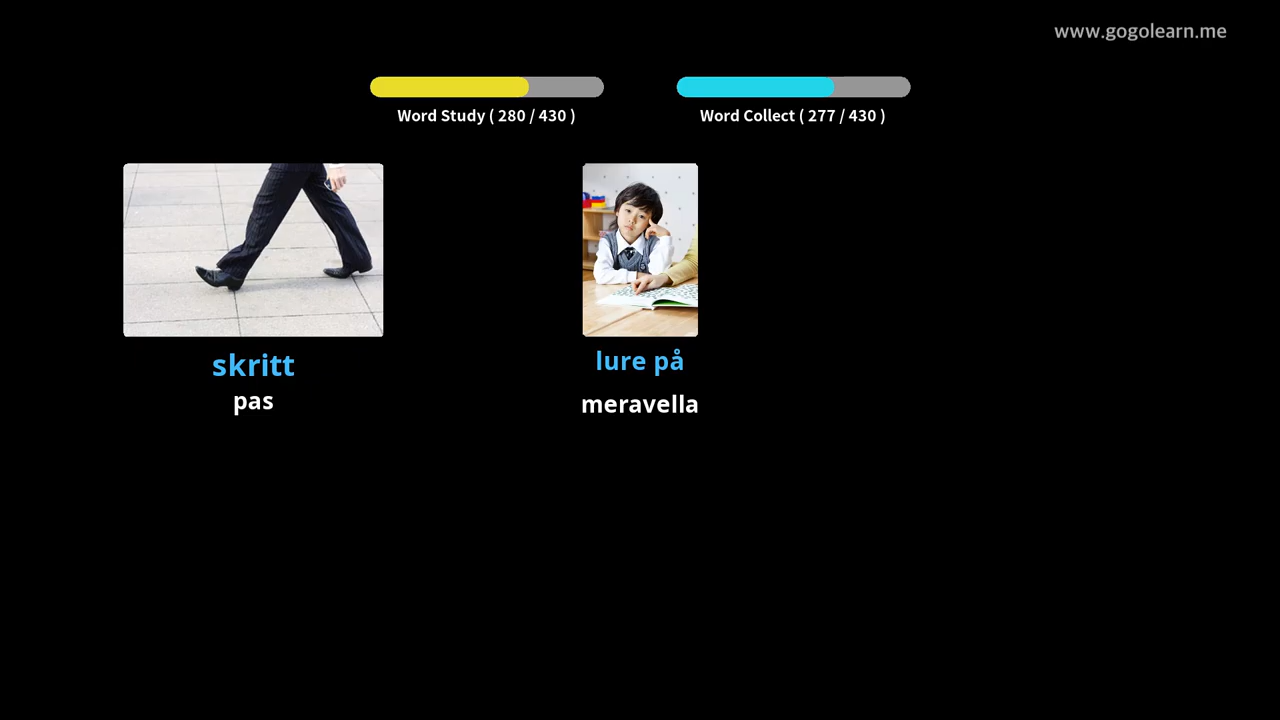 www.gogolearn.me
Word Study ( 280 / 430 )
Word Collect ( 277 / 430 )
skritt
pas
lure på
meravella